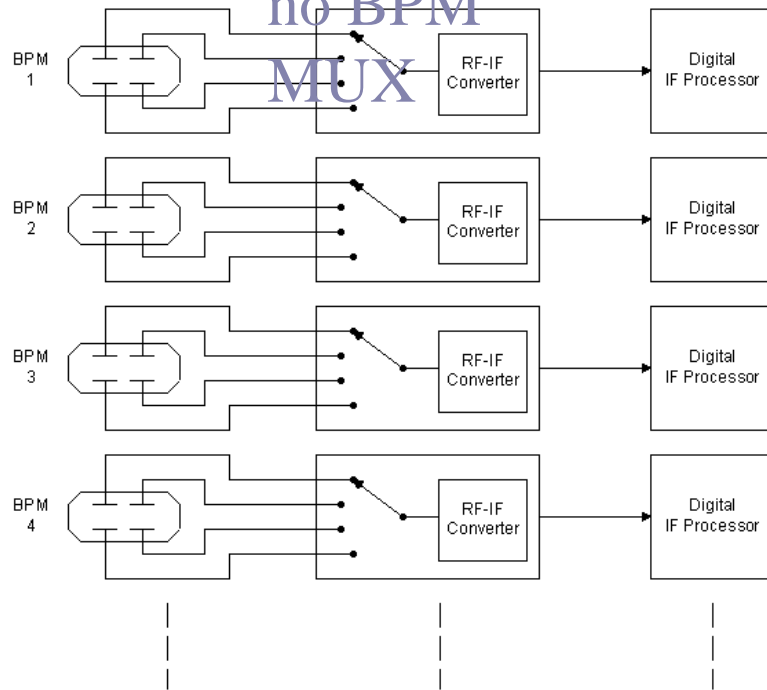 no BPM
MUX
BPM
1
RF-IF
Converter
Digital
IF Processor
BPM
2
RF-IF
Converter
Digital
IF Processor
BPM
3
RF-IF
Converter
Digital
IF Processor
BPM
4
RF-IF
Converter
Digital
IF Processor